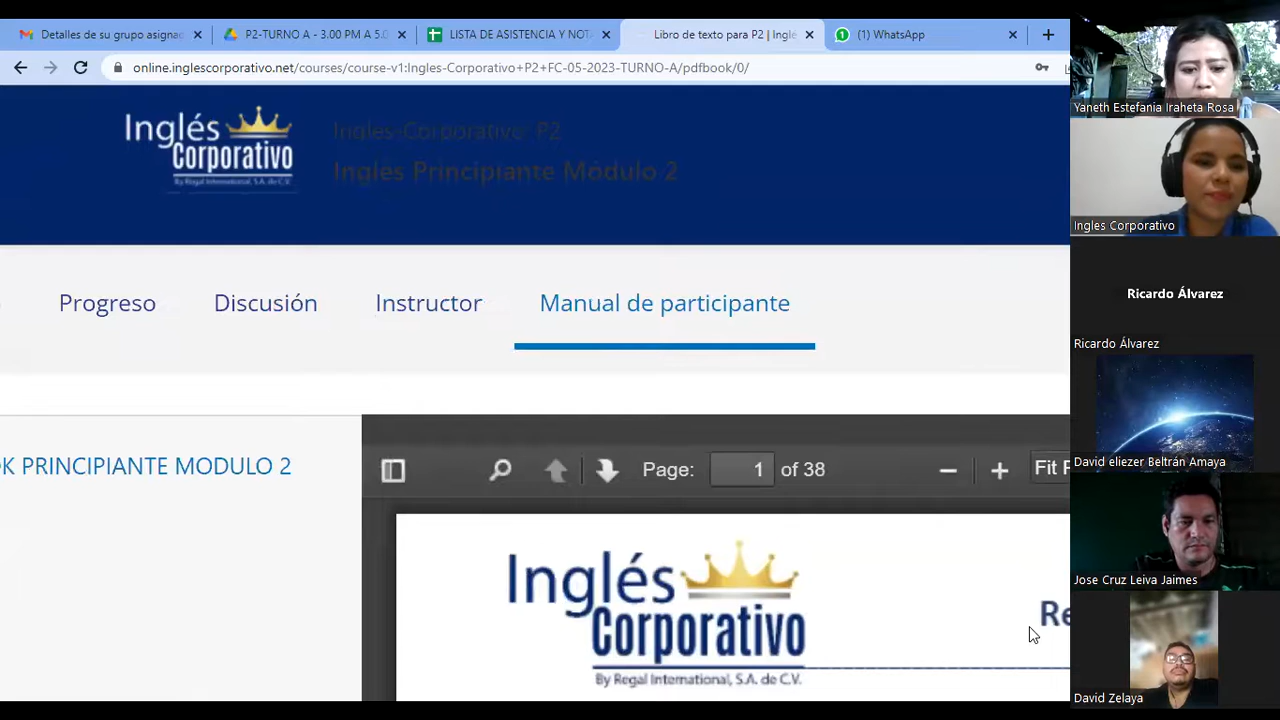 Detalles de su grupo asignac
P2-TURNO A - 3.00 PM A 5.0
LISTA DE ASISTENCIA Y NOT
Libro de texto para P2 | Ingle
(1) WhatsApp
online.inglescorporativo.net/courses/course-v1:Ingles-Corporativo+P2+FC-05-2023-TURNO-A/pdfbook/0/
Inglés
Corporativo
By Regal International, S.A. de C.V.
Ingles-Corporativo: P2
Inglés Principiante Módulo 2
Progreso
Discusión
Instructor
Manual de participante
OK PRINCIPIANTE MODULO 2
Page: 1 of 38
Fit P
Inglés
Corporativo
By Regal International, S.A. de C.V.
Re
Yaneth Estefania Iraheta Rosa
Ingles Corporativo
Ricardo Álvarez
Ricardo Álvarez
David eliezer Beltrán Amaya
Jose Cruz Leiva Jaimes
David Zelaya